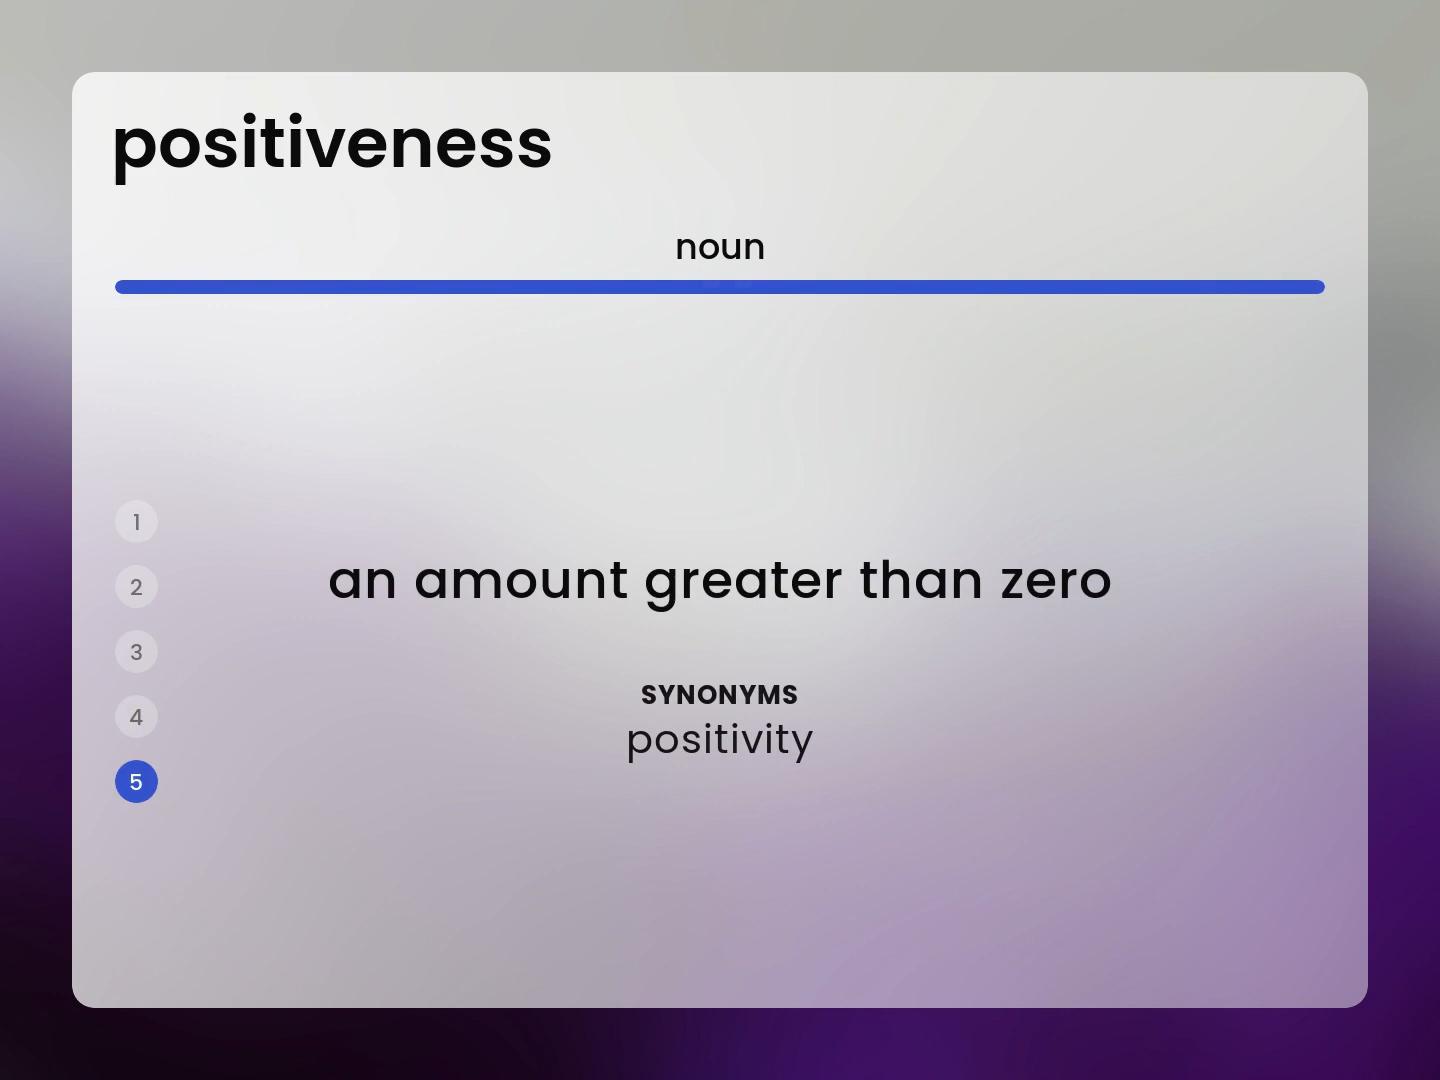 positiveness
noun
1
2
3
4
5
an amount greater than zero
SYNONYMS
positivity